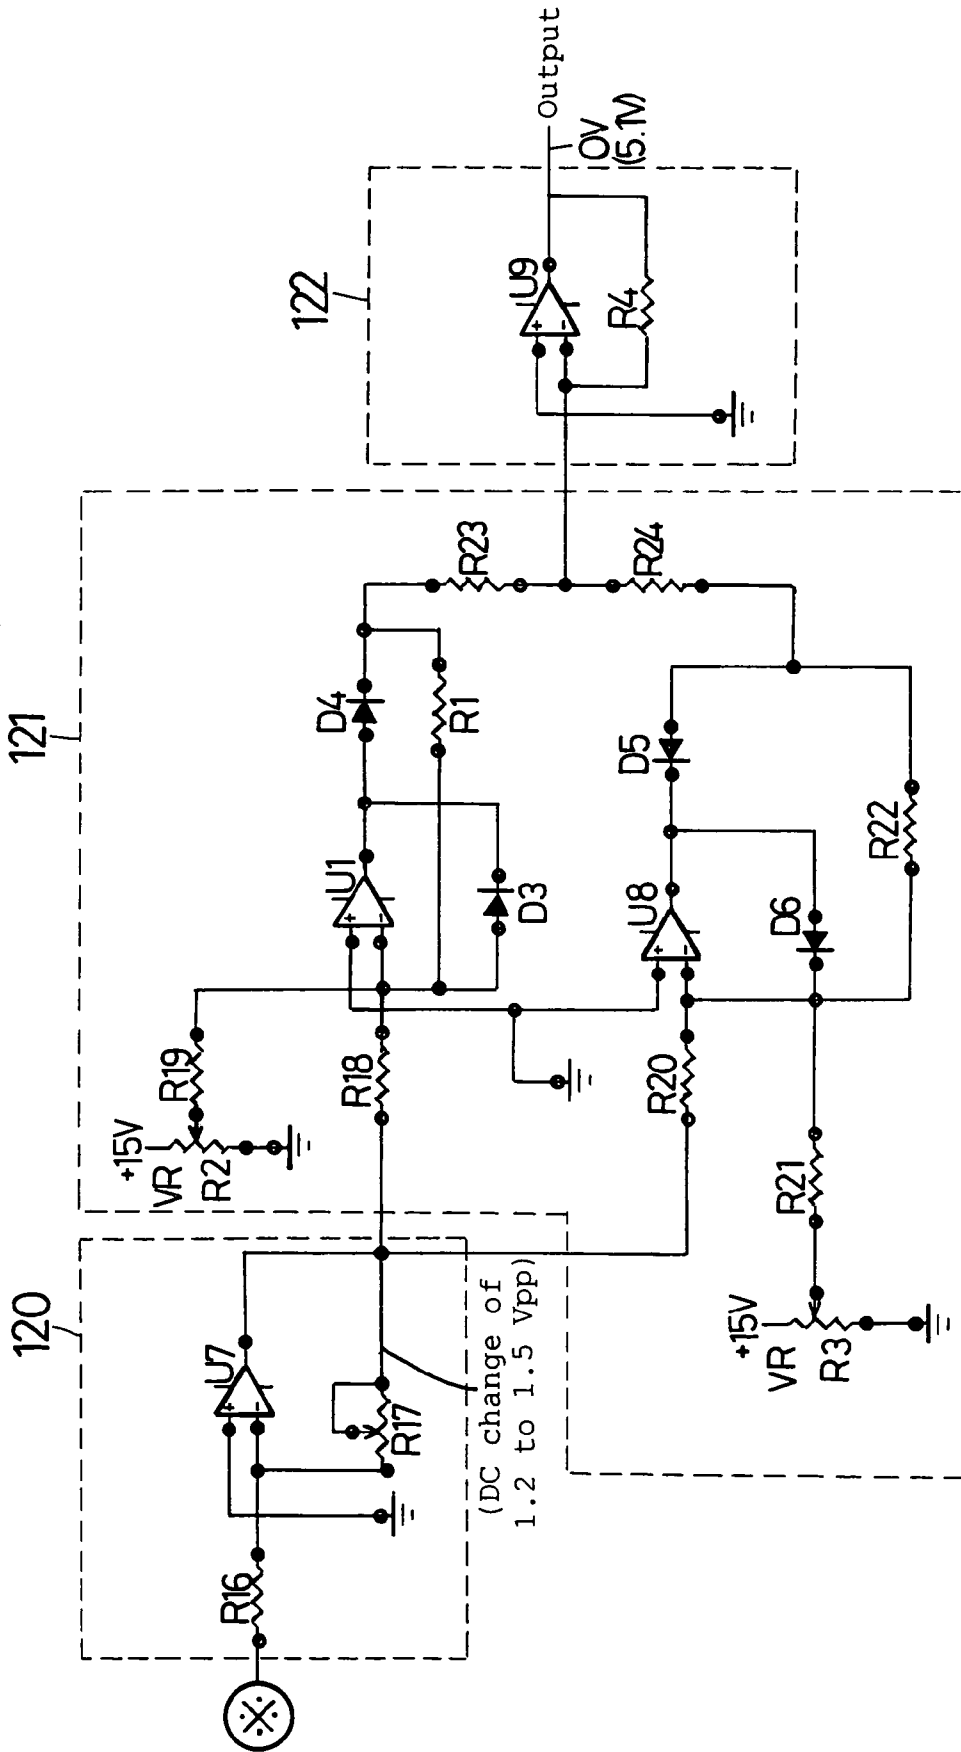 120
121
122
R16
+
-
U7
R17
(DC change of
1.2 to 1.5 Vpp)
+15V
VR
R2
R19
R18
+
-
U1
D4
R1
D3
R20
+
-
U8
D5
D6
R22
+15V
VR
R3
R21
R23
R24
+
-
U9
R4
0V
(5.1V)
Output